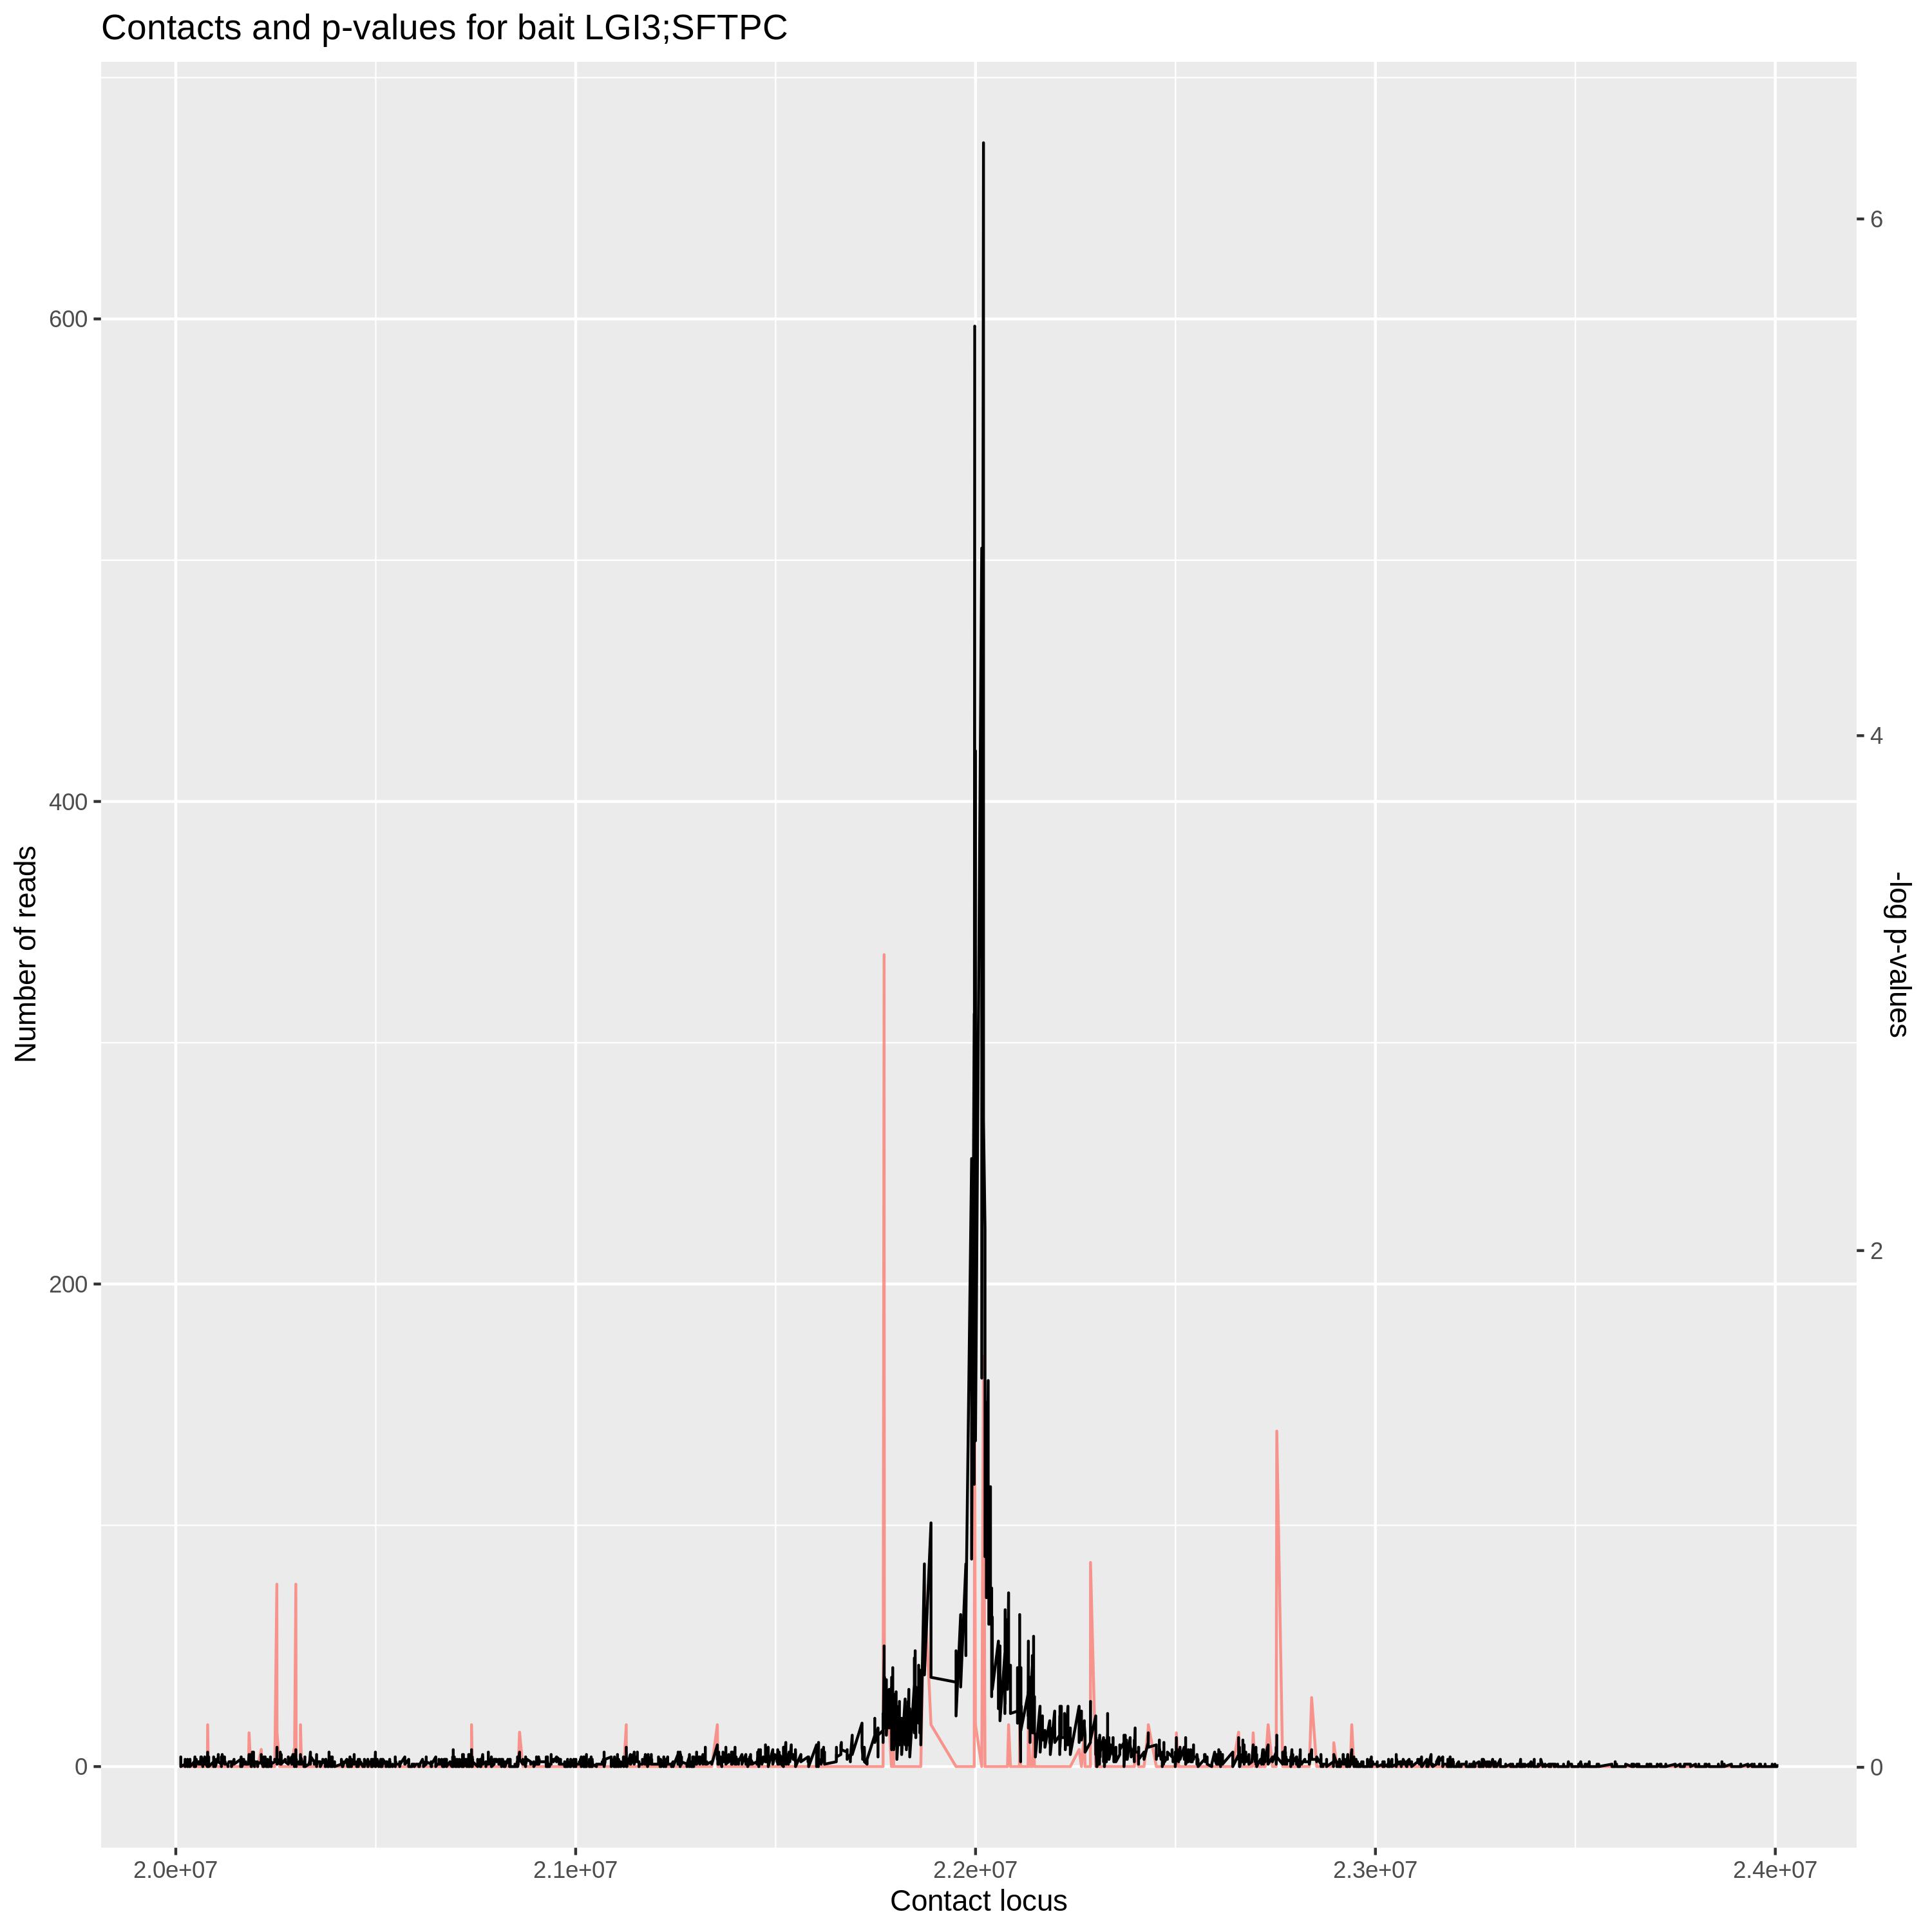 Contacts and p-values for bait LGI3;SFTPC
Number of reads
600
400
200
0
6
4
2
0
-log p-values
2.0e+07
2.1e+07
2.2e+07
2.3e+07
2.4e+07
Contact locus